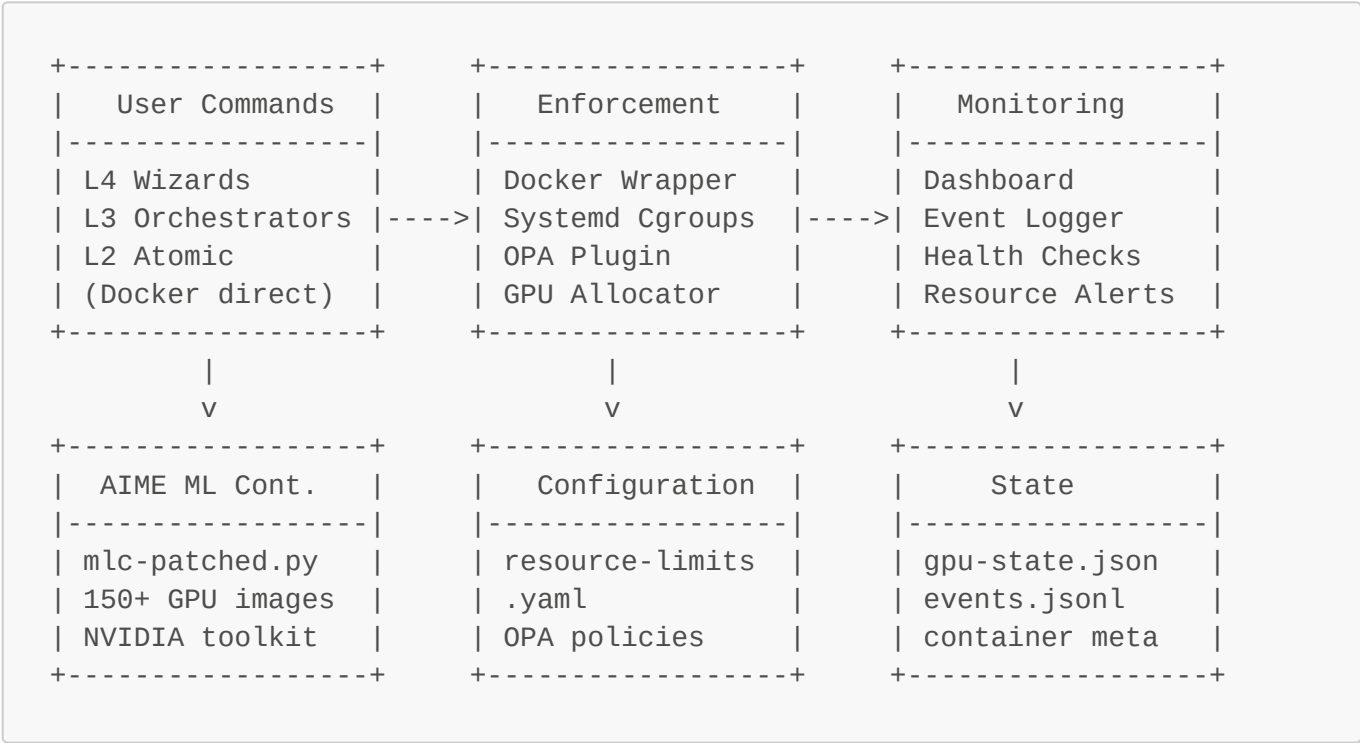 +------------------+     +------------------+     +------------------+
|   User Commands  |     |   Enforcement    |     |   Monitoring     |
|------------------|     |------------------|     |------------------|
| L4 Wizards       |     | Docker Wrapper   |     | Dashboard        |
| L3 Orchestrators |---->| Systemd Cgroups  |---->| Event Logger     |
| L2 Atomic        |     | OPA Plugin       |     | Health Checks    |
| (Docker direct)  |     | GPU Allocator    |     | Resource Alerts  |
+------------------+     +------------------+     +------------------+
         |                        |                        |
         v                        v                        v
+------------------+     +------------------+     +------------------+
|  AIME ML Cont.   |     |   Configuration  |     |     State        |
|------------------|     |------------------|     |------------------|
| mlc-patched.py   |     | resource-limits  |     | gpu-state.json   |
| 150+ GPU images  |     | .yaml            |     | events.jsonl     |
| NVIDIA toolkit   |     | OPA policies     |     | container meta   |
+------------------+     +------------------+     +------------------+